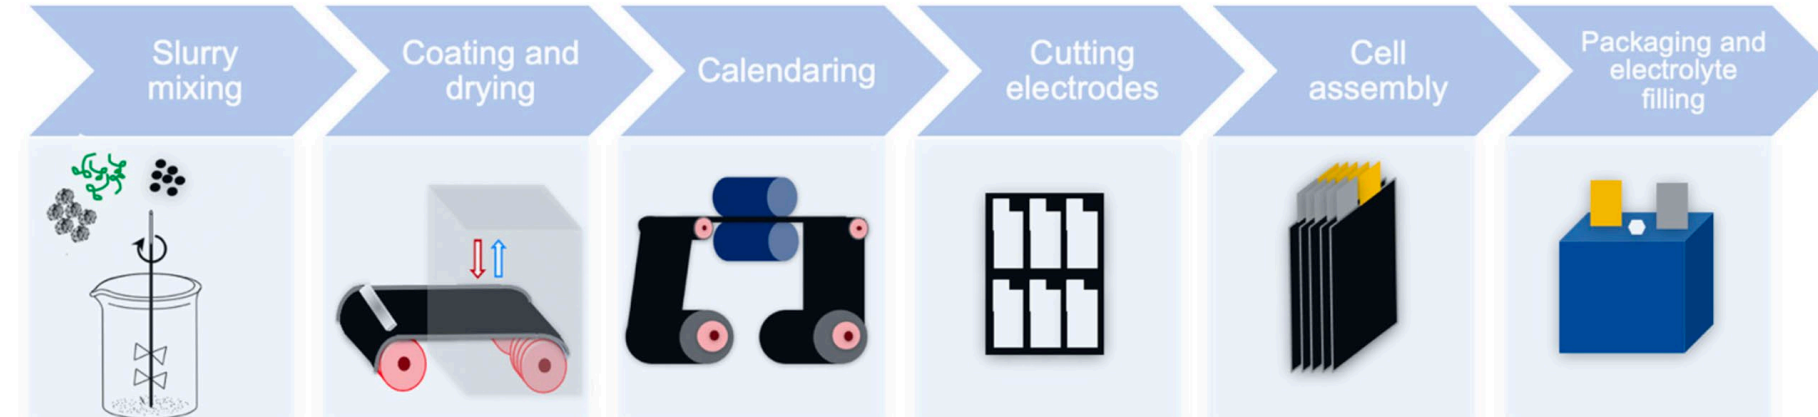 Slurry
mixing
Coating and
drying
Calendaring
Cutting
electrodes
Cell
assembly
Packaging and
electrolyte
filling